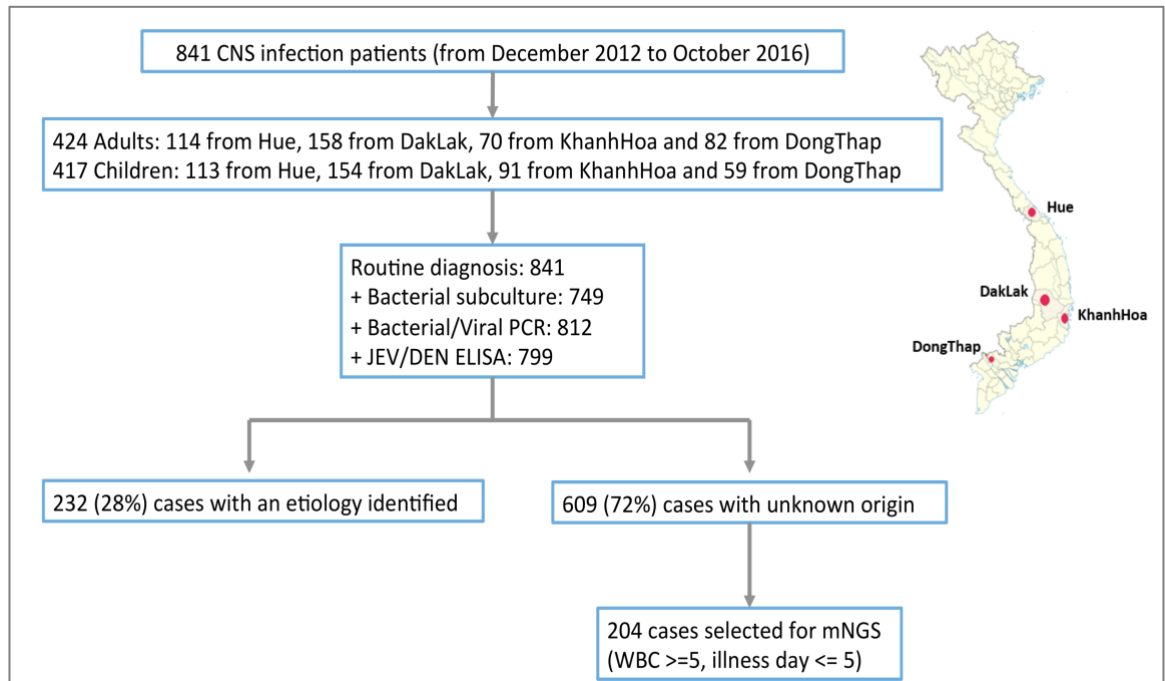 841 CNS infection patients (from December 2012 to October 2016)
424 Adults: 114 from Hue, 158 from DakLak, 70 from KhanhHoa and 82 from DongThap
417 Children: 113 from Hue, 154 from DakLak, 91 from KhanhHoa and 59 from DongThap
Routine diagnosis: 841
+ Bacterial subculture: 749
+ Bacterial/Viral PCR: 812
+ JEV/DEN ELISA: 799
232 (28%) cases with an etiology identified
609 (72%) cases with unknown origin
204 cases selected for mNGS
(WBC >=5, illness day <= 5)
Hue
DakLak
KhanhHoa
DongThap